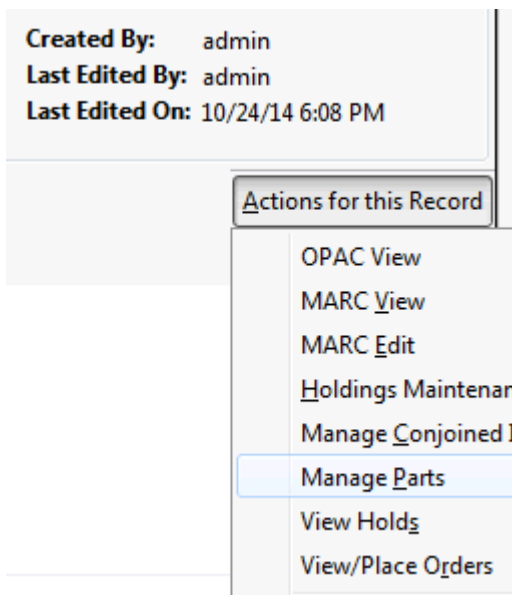 Created By: admin
Last Edited By: admin
Last Edited On: 10/24/14 6:08 PM
Actions for this Record
OPAC View
MARC View
MARC Edit
Holdings
Manage Conjoined
Manage Parts
View Holds
View/Place Orders